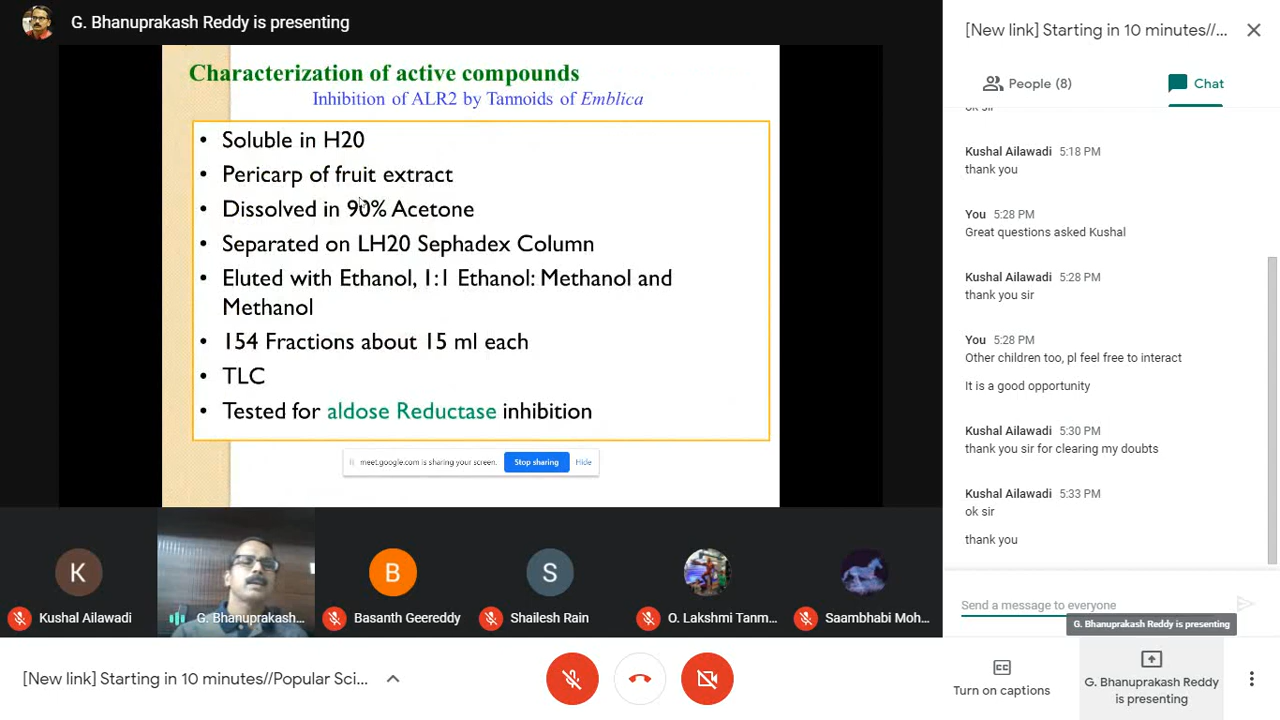 G. Bhanuprakash Reddy is presenting
Characterization of active compounds
Inhibition of ALR2 by Tannoids of Emblica
• Soluble in H20
• Pericarp of fruit extract
• Dissolved in 90% Acetone
• Separated on LH20 Sephadex Column
• Eluted with Ethanol, 1:1 Ethanol: Methanol and
Methanol
• 154 Fractions about 15 ml each
• TLC
• Tested for aldose Reductase inhibition
meet.google.com is sharing your screen.
Stop sharing
Hide
K
B
S
Kushal Ailawadi
G. Bhanuprakash...
Basanth Geereddy
Shailesh Rain
O. Lakshmi Tanm...
Saambhabi Moh...
[New link] Starting in 10 minutes//Popular Sci...
[New link] Starting in 10 minutes//...
People (8)
Chat
ok sir
Kushal Ailawadi 5:18 PM
thank you
You 5:28 PM
Great questions asked Kushal
Kushal Ailawadi 5:28 PM
thank you sir
You 5:28 PM
Other children too, pl feel free to interact
It is a good opportunity
Kushal Ailawadi 5:30 PM
thank you sir for clearing my doubts
Kushal Ailawadi 5:33 PM
ok sir
thank you
Send a message to everyone
G. Bhanuprakash Reddy is presenting
CC
Turn on captions
G. Bhanuprakash Reddy
is presenting